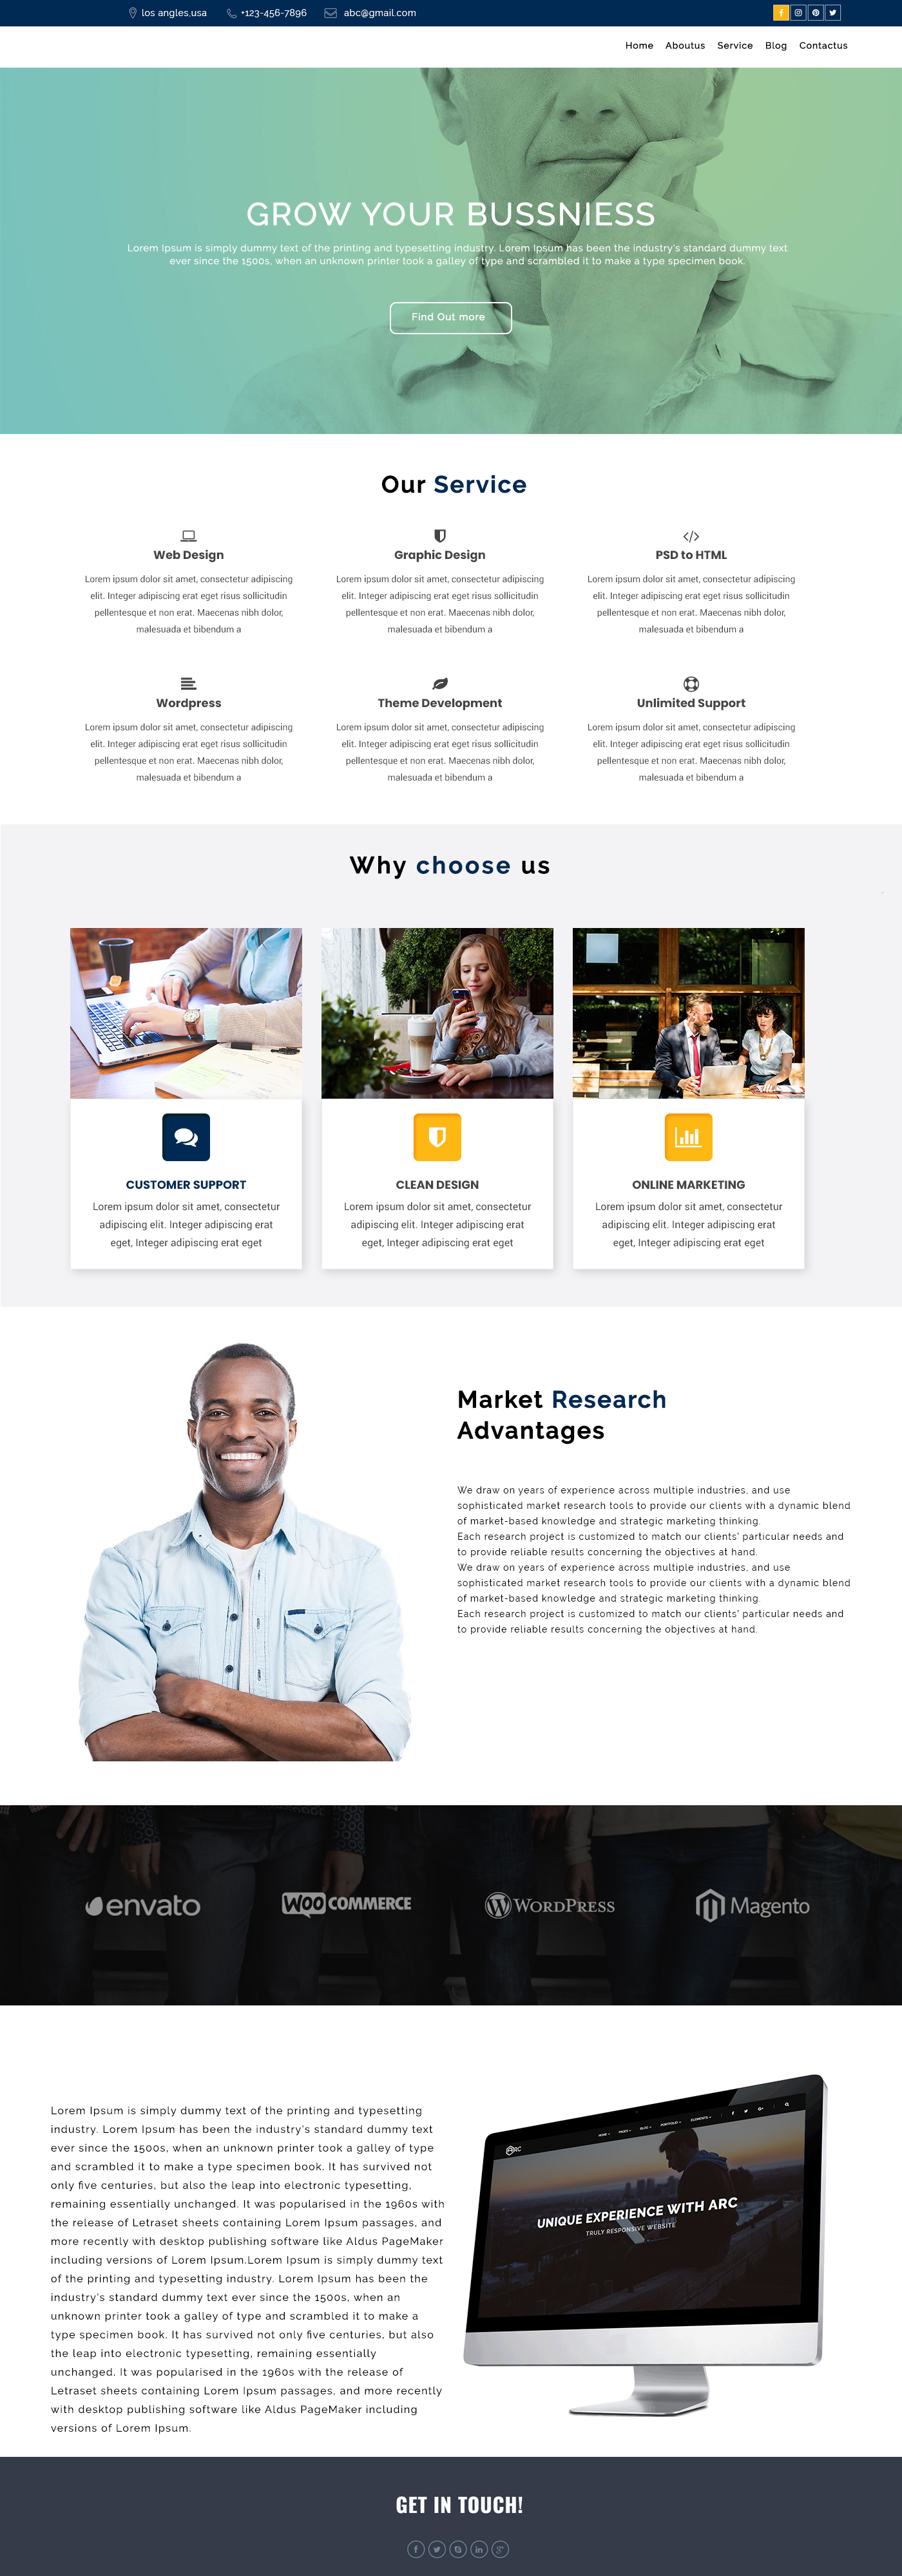 los angles,usa +123-456-7896 abc@gmail.com
Home Aboutus Service Blog Contactus
GROW YOUR BUSSNIESS
Lorem Ipsum is simply dummy text of the printing and typesetting industry. Lorem Ipsum has been the industry's standard dummy text
ever since the 1500s, when an unknown printer took a galley of type and scrambled it to make a type specimen book.
Find Out more
Our Service
Web Design
Lorem ipsum dolor sit amet, consectetur adipiscing
elit. Integer adipiscing erat eget risus sollicitudin
pellentesque et non erat. Maecenas nibh dolor,
malesuada et bibendum a
Graphic Design
Lorem ipsum dolor sit amet, consectetur adipiscing
elit. Integer adipiscing erat eget risus sollicitudin
pellentesque et non erat. Maecenas nibh dolor,
malesuada et bibendum a
PSD to HTML
Lorem ipsum dolor sit amet, consectetur adipiscing
elit. Integer adipiscing erat eget risus sollicitudin
pellentesque et non erat. Maecenas nibh dolor,
malesuada et bibendum a
Wordpress
Lorem ipsum dolor sit amet, consectetur adipiscing
elit. Integer adipiscing erat eget risus sollicitudin
pellentesque et non erat. Maecenas nibh dolor,
malesuada et bibendum a
Theme Development
Lorem ipsum dolor sit amet, consectetur adipiscing
elit. Integer adipiscing erat eget risus sollicitudin
pellentesque et non erat. Maecenas nibh dolor,
malesuada et bibendum a
Unlimited Support
Lorem ipsum dolor sit amet, consectetur adipiscing
elit. Integer adipiscing erat eget risus sollicitudin
pellentesque et non erat. Maecenas nibh dolor,
malesuada et bibendum a
Why choose us
CUSTOMER SUPPORT
Lorem ipsum dolor sit amet, consectetur
adipiscing elit. Integer adipiscing erat
eget, Integer adipiscing erat eget
CLEAN DESIGN
Lorem ipsum dolor sit amet, consectetur
adipiscing elit. Integer adipiscing erat
eget, Integer adipiscing erat eget
ONLINE MARKETING
Lorem ipsum dolor sit amet, consectetur
adipiscing elit. Integer adipiscing erat
eget, Integer adipiscing erat eget
Market Research
Advantages
We draw on years of experience across multiple industries, and use
sophisticated market research tools to provide our clients with a dynamic blend
of market-based knowledge and strategic marketing thinking.
Each research project is customized to match our clients' particular needs and
to provide reliable results concerning the objectives at hand.
We draw on years of experience across multiple industries, and use
sophisticated market research tools to provide our clients with a dynamic blend
of market-based knowledge and strategic marketing thinking.
Each research project is customized to match our clients' particular needs and
to provide reliable results concerning the objectives at hand.
envato
WOO COMMERCE
WORDPRESS
Magento
Lorem Ipsum is simply dummy text of the printing and typesetting
industry. Lorem Ipsum has been the industry's standard dummy text
ever since the 1500s, when an unknown printer took a galley of type
and scrambled it to make a type specimen book. It has survived not
only five centuries, but also the leap into electronic typesetting,
remaining essentially unchanged. It was popularised in the 1960s with
the release of Letraset sheets containing Lorem Ipsum passages, and
more recently with desktop publishing software like Aldus PageMaker
including versions of Lorem Ipsum.Lorem Ipsum is simply dummy text
of the printing and typesetting industry. Lorem Ipsum has been the
industry's standard dummy text ever since the 1500s, when an
unknown printer took a galley of type and scrambled it to make a
type specimen book. It has survived not only five centuries, but also
the leap into electronic typesetting, remaining essentially
unchanged. It was popularised in the 1960s with the release of
Letraset sheets containing Lorem Ipsum passages, and more recently
with desktop publishing software like Aldus PageMaker including
versions of Lorem Ipsum.
ARC
HOME PAGES BLOG PORTFOLIO ELEMENTS
UNIQUE EXPERIENCE WITH ARC
TRULY RESPONSIVE WEBSITE
GET IN TOUCH!